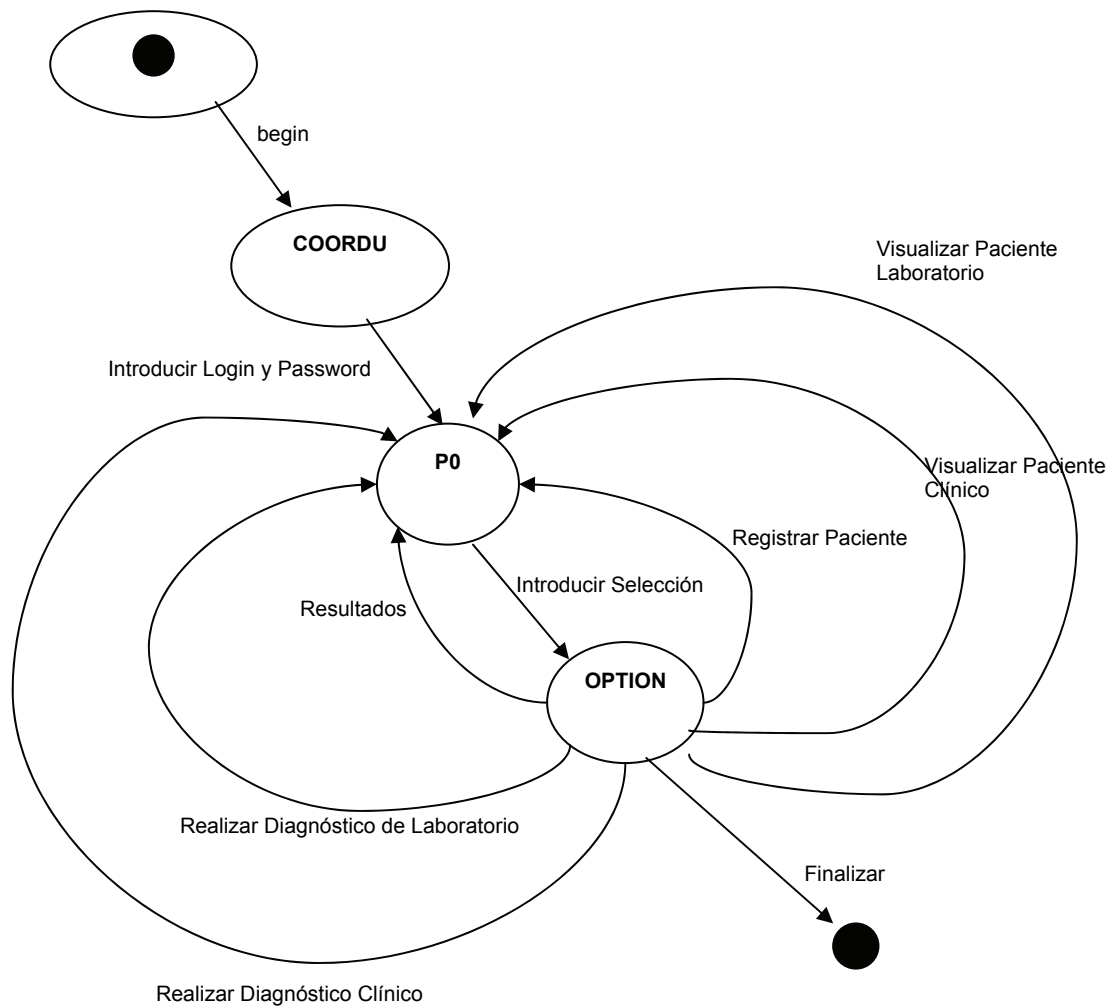 begin
COORDU
Visualizar Paciente
Laboratorio
Introducir Login y Password
P0
Visualizar Paciente
Clínico
Registrar Paciente
Introducir Selección
Resultados
OPTION
Realizar Diagnóstico de Laboratorio
Finalizar
Realizar Diagnóstico Clínico